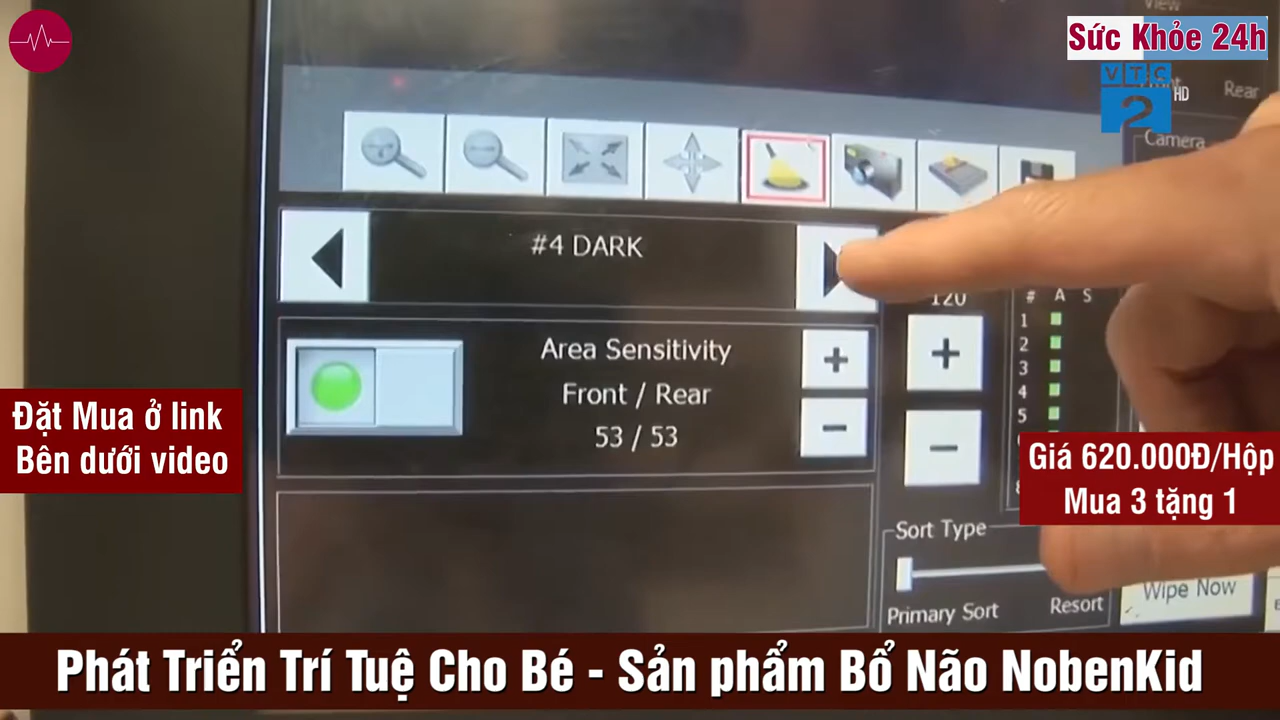 View
Sức Khỏe 24h
VTC
2
HD
Rear
Camera
#4 DARK
120
# A S
1
2
3
4
5
Area Sensitivity
Front / Rear
53 / 53
Đặt Mua ở link
Bên dưới video
Giá 620.000Đ/Hộp
Mua 3 tặng 1
Sort Type
Primary Sort
Resort
Wipe Now
Phát Triển Trí Tuệ Cho Bé - Sản phẩm Bổ Não NobenKid